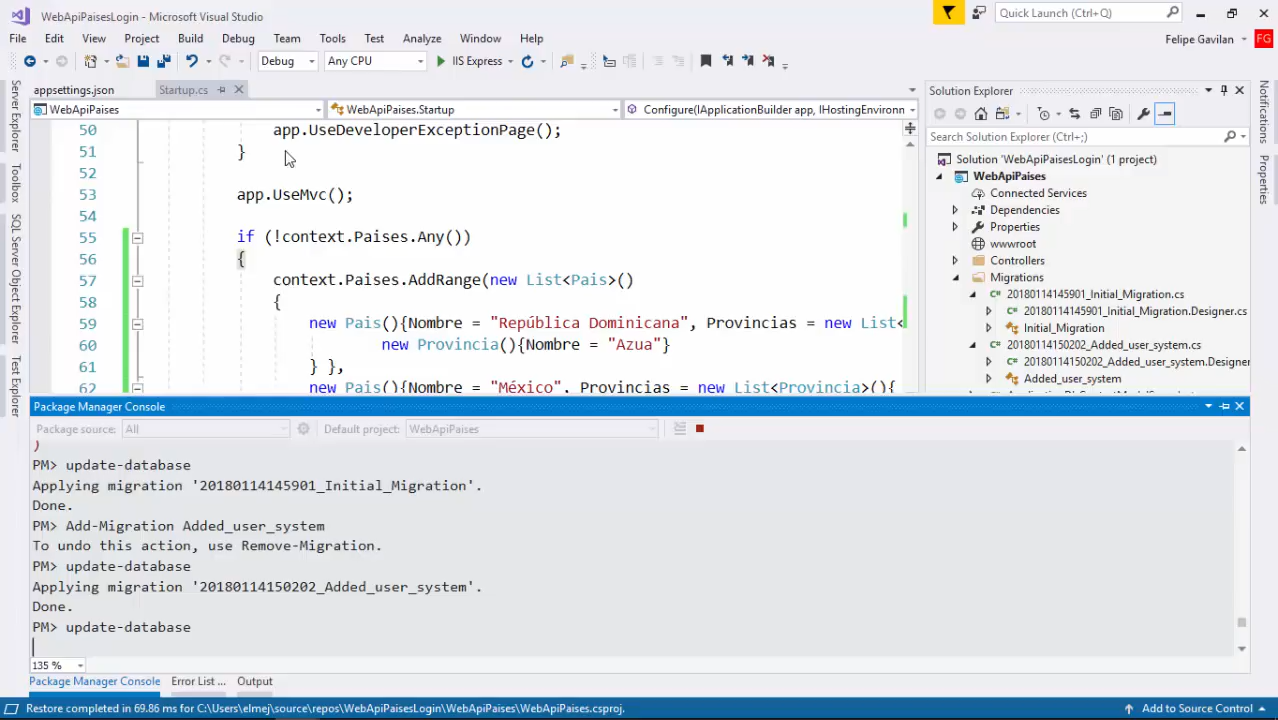 WebApiPaisesLogin - Microsoft Visual Studio
Quick Launch (Ctrl+Q)
File Edit View Project Build Debug Team Tools Test Analyze Window Help
Felipe Gavilan FG
Debug Any CPU IIS Express
Server Explorer
Toolbox
SQL Server Object Explorer
Test Explorer
appsettings.json Startup.cs
WebApiPaises WebApiPaises.Startup Configure(IApplicationBuilder app, IHostingEnvironn
50 app.UseDeveloperExceptionPage();
51 }
52
53 app.UseMvc();
54
55 if (!context.Paises.Any())
56 {
57 context.Paises.AddRange(new List<Pais>()
58 {
59 new Pais(){Nombre = "República Dominicana", Provincias = new List<
60 new Provincia(){Nombre = "Azua"}
61 } },
62 new Pais(){Nombre = "México", Provincias = new List<Provincia>(){
Solution Explorer
Search Solution Explorer (Ctrl+;)
Solution 'WebApiPaisesLogin' (1 project)
WebApiPaises
Connected Services
Dependencies
Properties
wwwroot
Controllers
Migrations
20180114145901_Initial_Migration.cs
20180114145901_Initial_Migration.Designer.cs
Initial_Migration
20180114150202_Added_user_system.cs
20180114150202_Added_user_system.Designer
Added_user_system
Notifications
Properties
Package Manager Console
Package source: All Default project: WebApiPaises
)
PM> update-database
Applying migration '20180114145901_Initial_Migration'.
Done.
PM> Add-Migration Added_user_system
To undo this action, use Remove-Migration.
PM> update-database
Applying migration '20180114150202_Added_user_system'.
Done.
PM> update-database
135 %
Package Manager Console Error List ... Output
Restore completed in 69.86 ms for C:\Users\elmej\source\repos\WebApiPaisesLogin\WebApiPaises\WebApiPaises.csproj.
Add to Source Control